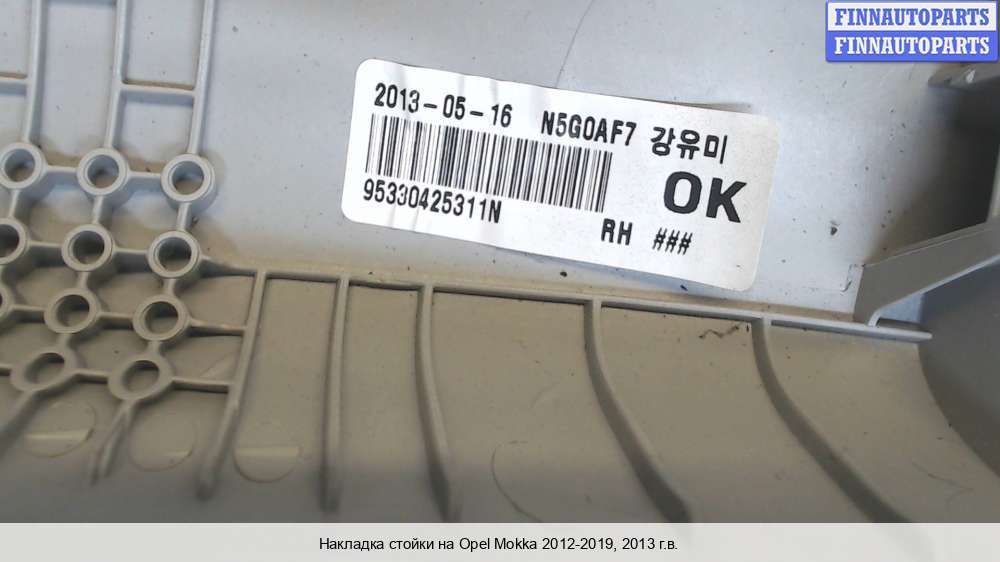 FINNAUTOPARTS
FINNAUTOPARTS
2013-05-16 N5G0AF7 강유미
95330425311N
OK
RH ###
Накладка стойки на Opel Mokka 2012-2019, 2013 г.в.